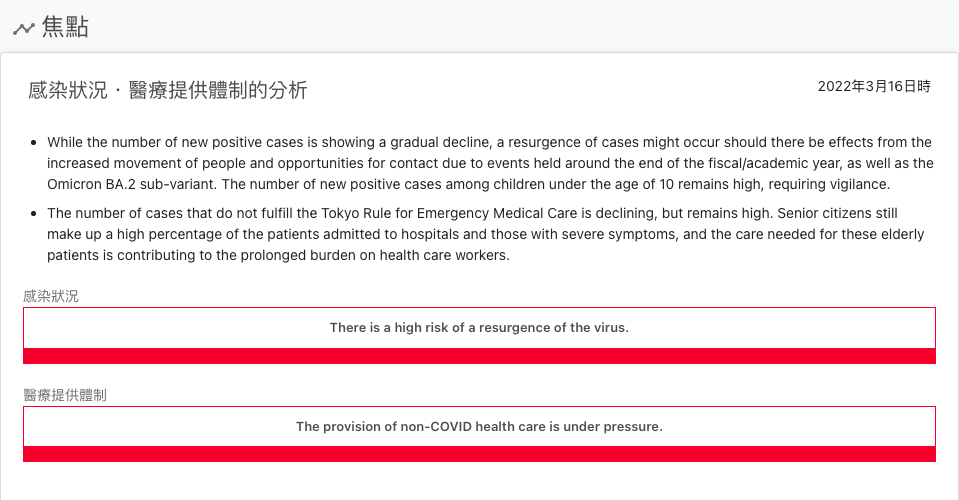 焦點
感染狀況・醫療提供體制的分析
2022年3月16日時
While the number of new positive cases is showing a gradual decline, a resurgence of cases might occur should there be effects from the
increased movement of people and opportunities for contact due to events held around the end of the fiscal/academic year, as well as the
Omicron BA.2 sub-variant. The number of new positive cases among children under the age of 10 remains high, requiring vigilance.
The number of cases that do not fulfill the Tokyo Rule for Emergency Medical Care is declining, but remains high. Senior citizens still
make up a high percentage of the patients admitted to hospitals and those with severe symptoms, and the care needed for these elderly
patients is contributing to the prolonged burden on health care workers.
感染狀況
There is a high risk of a resurgence of the virus.
醫療提供體制
The provision of non-COVID health care is under pressure.